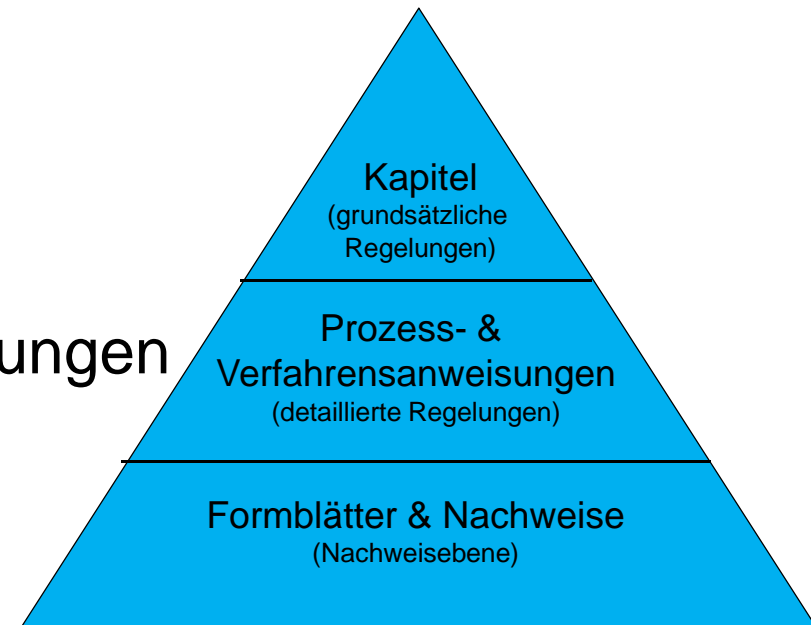 Kapitel
(grundsätzliche
Regelungen)
ungen
Prozess- &
Verfahrensanweisungen
(detaillierte Regelungen)
Formblätter & Nachweise
(Nachweisebene)